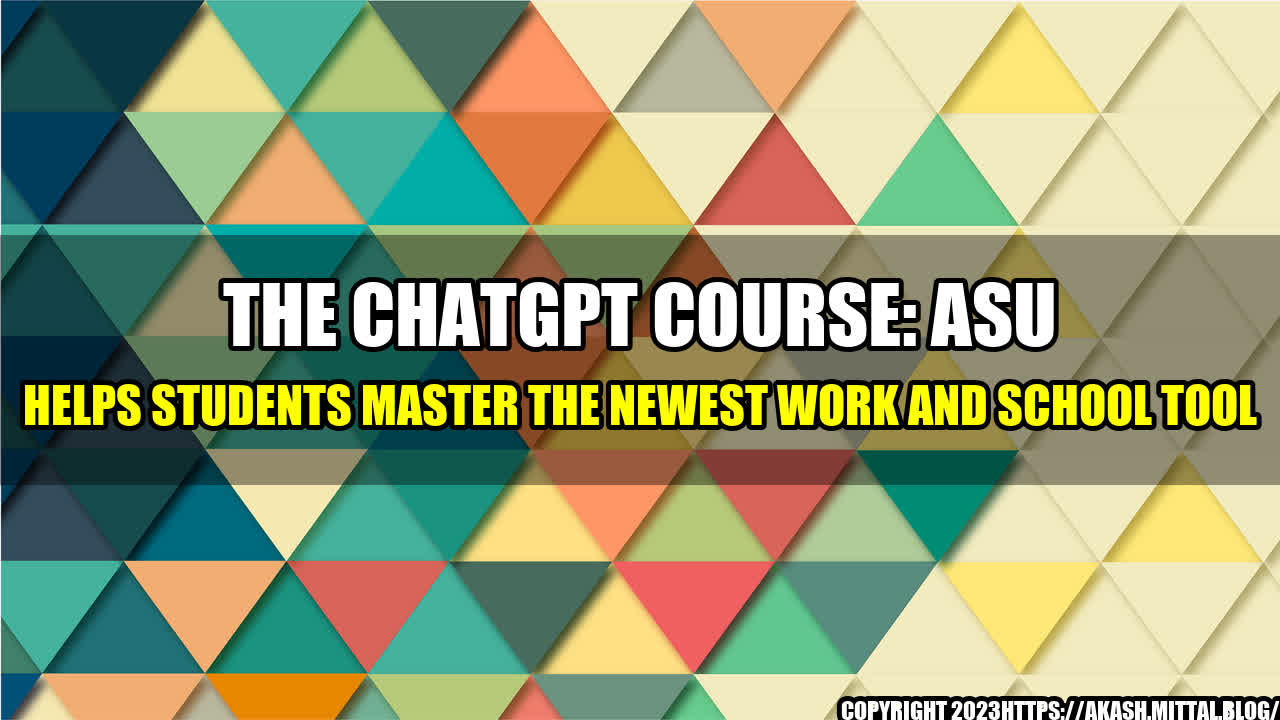 THE CHATGPT COURSE: ASU
HELPS STUDENTS MASTER THE NEWEST WORK AND SCHOOL TOOL
COPYRIGHT 2023HTTPS://AKASH.MITTAL.BLOG/